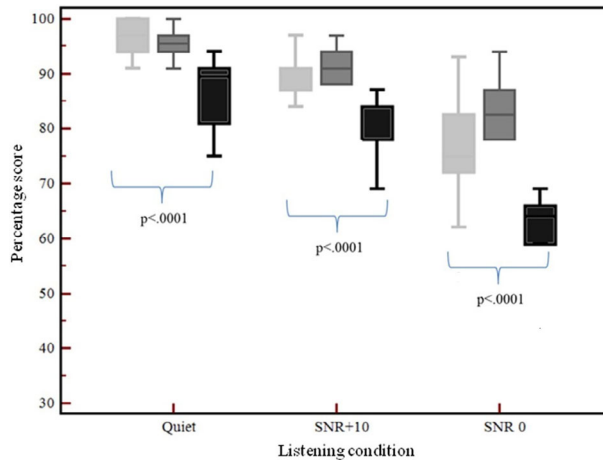 100
90
80
70
60
50
40
30
Percentage score
p<.0001
p<.0001
p<.0001
Quiet
SNR+10
SNR 0
Listening condition